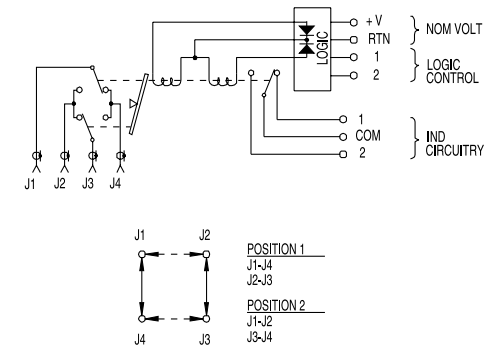 + V
RTN
1
2
NOM VOLT
LOGIC
CONTROL
LOGIC
1
COM
2
IND
CIRCUITRY
J1 J2 J3 J4
J1 J2
J4 J3
POSITION 1
J1-J4
J2-J3
POSITION 2
J1-J2
J3-J4